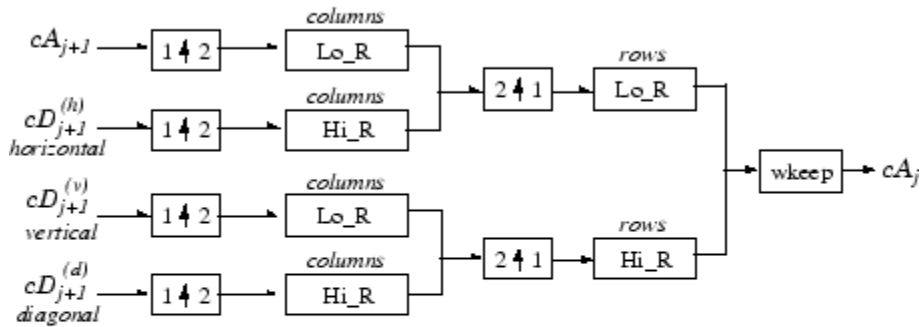 columns
cA_{j+1} 1↑2 Lo_R
rows
columns
2↑1 Lo_R
cD_{j+1}^{(h)} 1↑2 Hi_R
horizontal
columns
wkeep cA_j
cD_{j+1}^{(v)} 1↑2 Lo_R
vertical
rows
columns
2↑1 Hi_R
cD_{j+1}^{(d)} 1↑2 Hi_R
diagonal